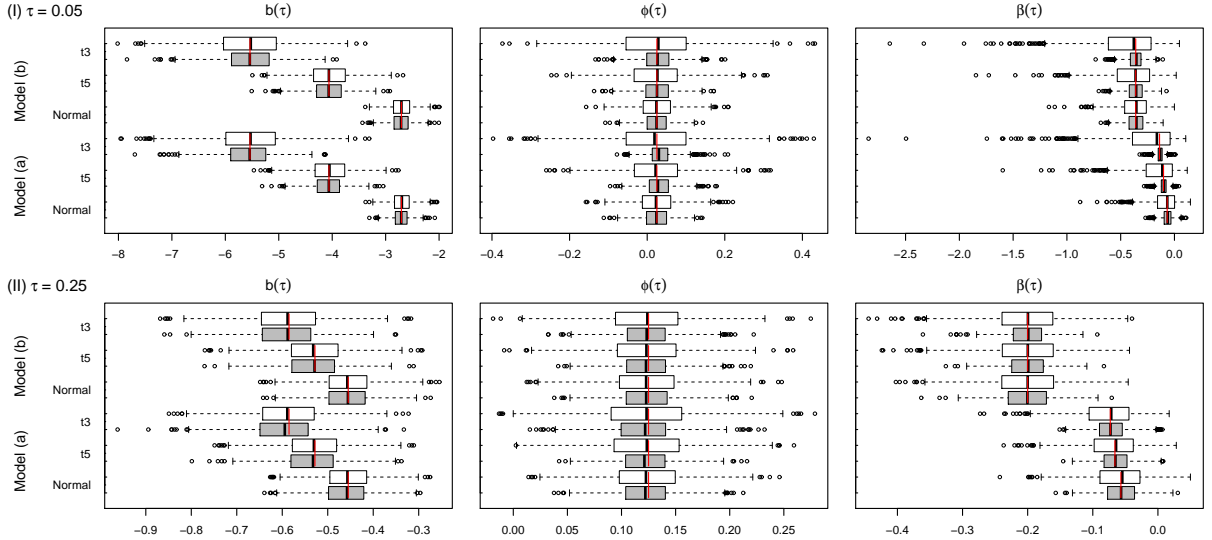 (I) τ = 0.05
b(τ)
ϕ(τ)
β(τ)
Model (b)
t3
t5
Normal
Model (a)
t3
t5
Normal
−8 −7 −6 −5 −4 −3 −2
−0.4 −0.2 0.0 0.2 0.4
−3.0 −2.5 −2.0 −1.5 −1.0 −0.5 0.0
(II) τ = 0.25
b(τ)
ϕ(τ)
β(τ)
Model (b)
t3
t5
Normal
Model (a)
t3
t5
Normal
−0.9 −0.8 −0.7 −0.6 −0.5 −0.4 −0.3
0.00 0.05 0.10 0.15 0.20 0.25
−0.4 −0.3 −0.2 −0.1 0.0